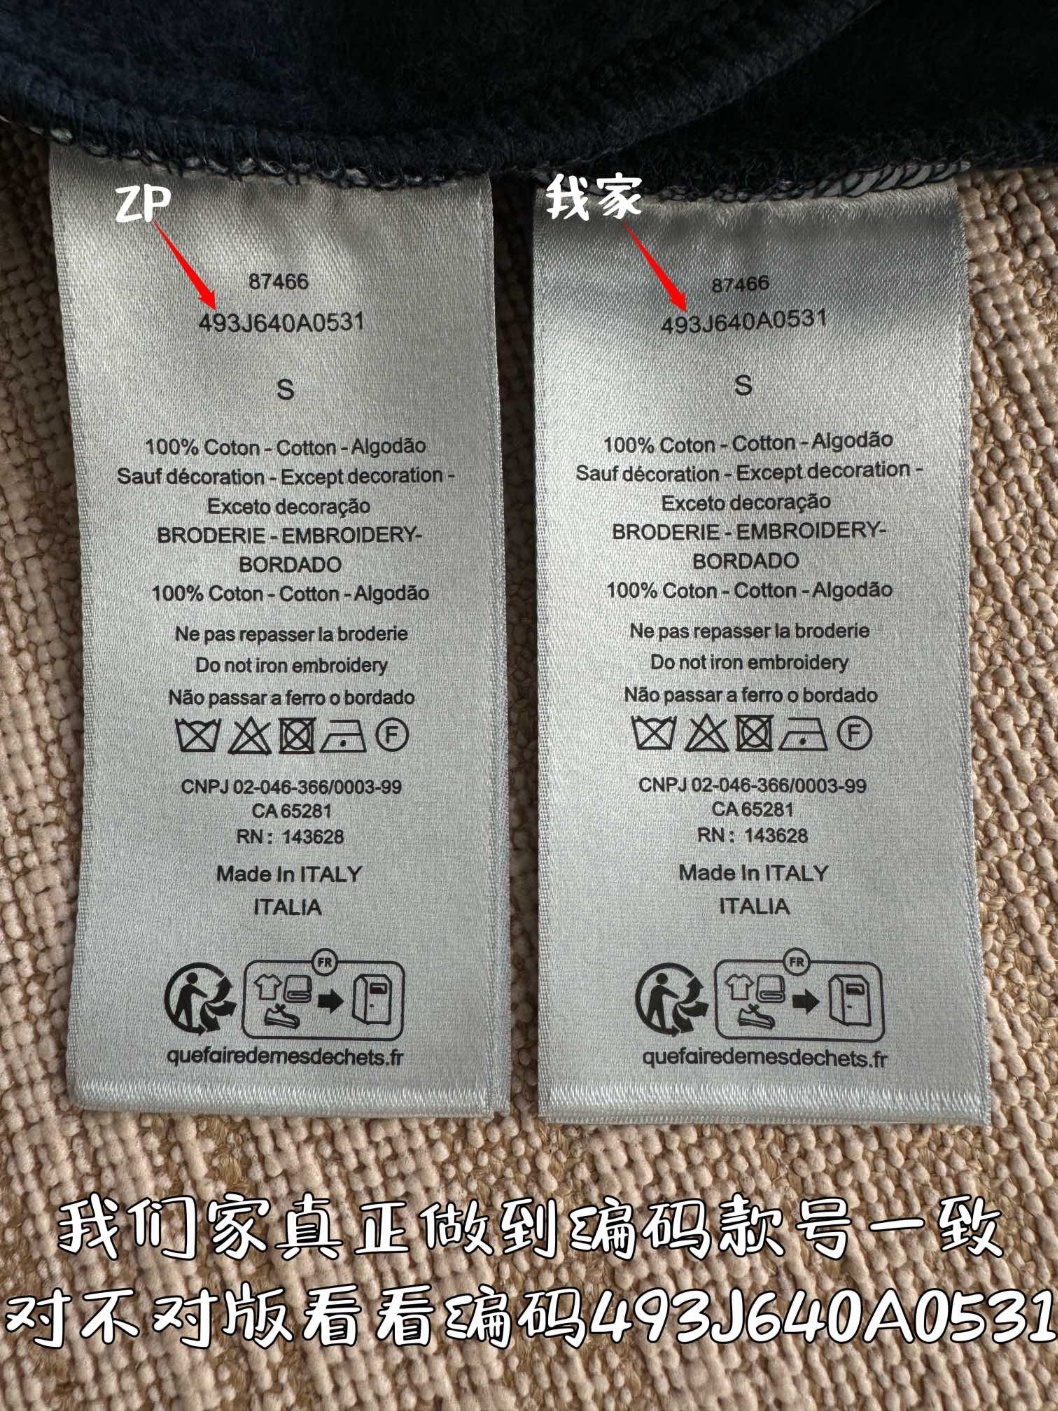 ZP
87466
493J640A0531
S
100% Coton - Cotton - Algodão
Sauf décoration - Except decoration -
Exceto decoração
BRODERIE - EMBROIDERY-
BORDADO
100% Coton - Cotton - Algodão
Ne pas repasser la broderie
Do not iron embroidery
Não passar a ferro o bordado
F
CNPJ 02-046-366/0003-99
CA 65281
RN: 143628
Made In ITALY
ITALIA
FR
quefairedemesdechets.fr
我家
87466
493J640A0531
S
100% Coton - Cotton - Algodão
Sauf décoration - Except decoration -
Exceto decoração
BRODERIE - EMBROIDERY-
BORDADO
100% Coton - Cotton - Algodão
Ne pas repasser la broderie
Do not iron embroidery
Não passar a ferro o bordado
F
CNPJ 02-046-366/0003-99
CA 65281
RN: 143628
Made In ITALY
ITALIA
FR
quefairedemesdechets.fr
我们家真正做到编码款号一致
对不对版看看编码493J640A0531